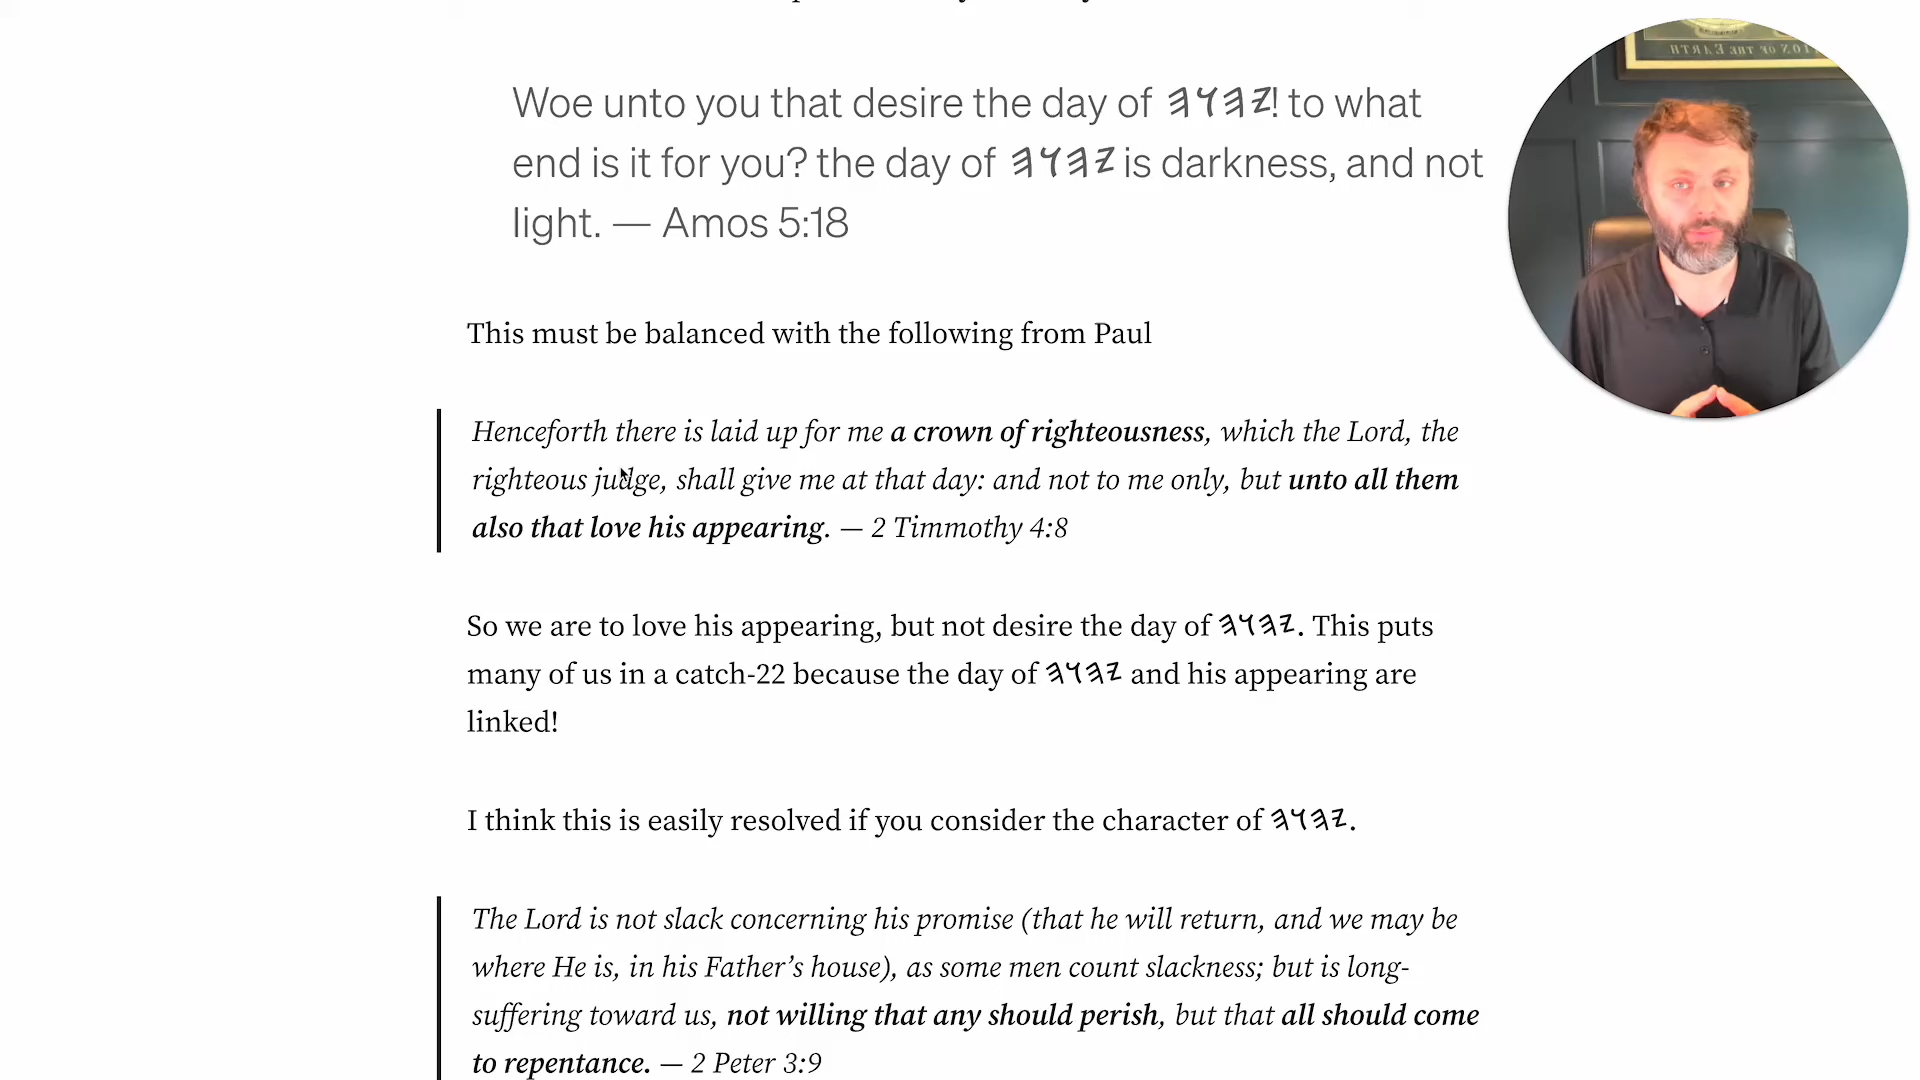 Woe unto you that desire the day of 𐤉𐤄𐤅𐤄! to what
end is it for you? the day of 𐤉𐤄𐤅𐤄 is darkness, and not
light. — Amos 5:18
This must be balanced with the following from Paul
Henceforth there is laid up for me a crown of righteousness, which the Lord, the
righteous judge, shall give me at that day: and not to me only, but unto all them
also that love his appearing. — 2 Timmothy 4:8
So we are to love his appearing, but not desire the day of 𐤉𐤄𐤅𐤄. This puts
many of us in a catch-22 because the day of 𐤉𐤄𐤅𐤄 and his appearing are
linked!
I think this is easily resolved if you consider the character of 𐤉𐤄𐤅𐤄.
The Lord is not slack concerning his promise (that he will return, and we may be
where He is, in his Father’s house), as some men count slackness; but is long-
suffering toward us, not willing that any should perish, but that all should come
to repentance. — 2 Peter 3:9
OF THE EARTH